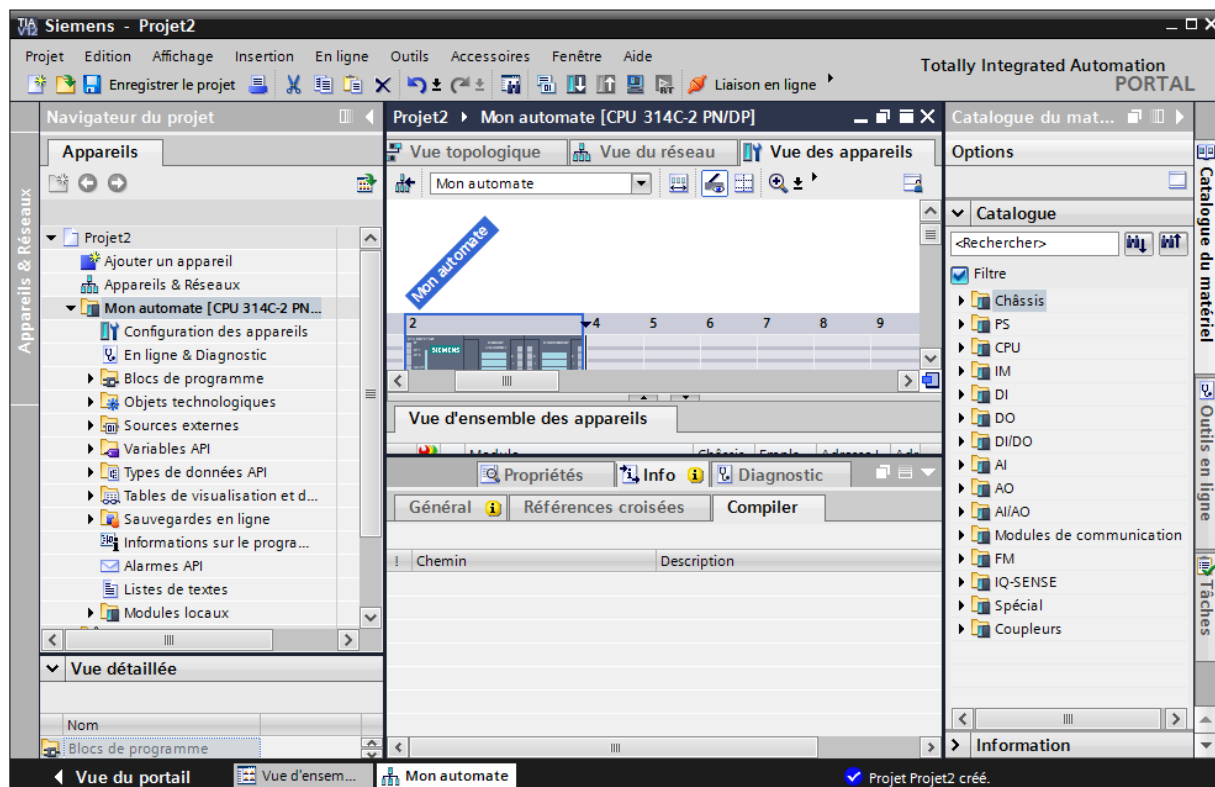 TIA V12 Siemens - Projet2
Projet Edition Affichage Insertion En ligne Outils Accessoires Fenêtre Aide
Totally Integrated Automation
PORTAL
Enregistrer le projet
Liaison en ligne
Navigateur du projet
Appareils
Appareils & Réseaux
Projet2
Ajouter un appareil
Appareils & Réseaux
Mon automate [CPU 314C-2 PN...
Configuration des appareils
En ligne & Diagnostic
Blocs de programme
Objets technologiques
Sources externes
Variables API
Types de données API
Tables de visualisation et d...
Sauvegardes en ligne
Informations sur le progra...
Alarmes API
Listes de textes
Modules locaux
Vue détaillée
Nom
Blocs de programme
Projet2 Mon automate [CPU 314C-2 PN/DP]
Vue topologique Vue du réseau Vue des appareils
Mon automate
Mon automate
2 4 5 6 7 8 9
SIEMENS
Vue d'ensemble des appareils
Module Châssis Empla... Adresse I Adr
Propriétés Info Diagnostic
Général Références croisées Compiler
! Chemin Description
Catalogue du mat...
Options
Catalogue
<Rechercher>
Filtre
Châssis
PS
CPU
IM
DI
DO
DI/DO
AI
AO
AI/AO
Modules de communication
FM
IQ-SENSE
Spécial
Coupleurs
Information
Catalogue du matériel
Outils en ligne
Tâches
Vue du portail Vue d'ensem... Mon automate Projet Projet2 créé.